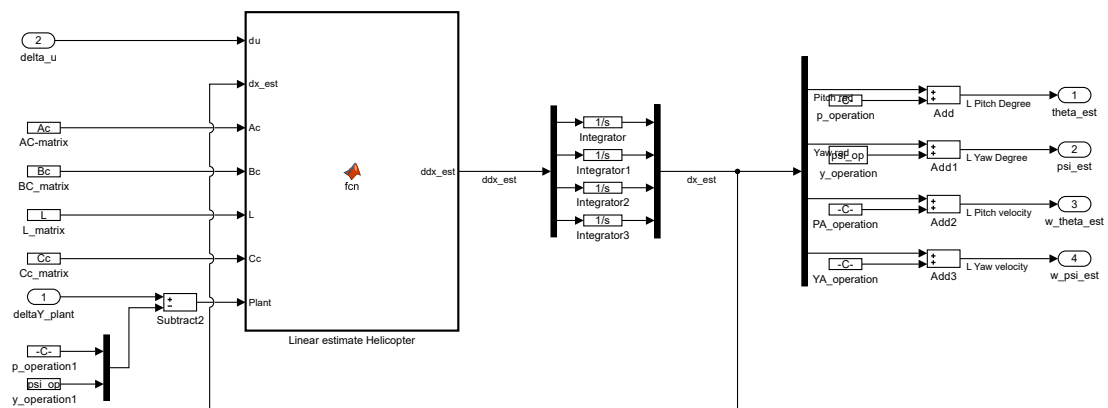 2
delta_u
du
dx_est
Ac
AC-matrix
Ac
Bc
BC_matrix
Bc
L
L_matrix
L
Cc
Cc_matrix
Cc
1
deltaY_plant
+
−
Subtract2
Plant
-C-
p_operation1
psi_op
y_operation1
fcn
ddx_est
Linear estimate Helicopter
ddx_est
1/s
Integrator
1/s
Integrator1
1/s
Integrator2
1/s
Integrator3
dx_est
Pitch rad
-C-
p_operation
+
+
Add
L Pitch Degree
1
theta_est
Yaw rad
psi_op
y_operation
+
+
Add1
L Yaw Degree
2
psi_est
-C-
PA_operation
+
+
Add2
L Pitch velocity
3
w_theta_est
-C-
YA_operation
+
+
Add3
L Yaw velocity
4
w_psi_est